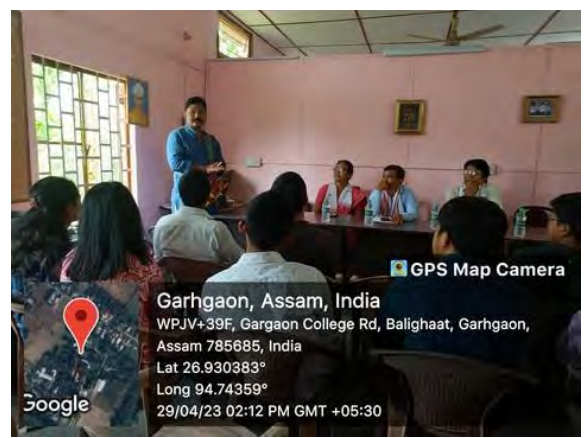 GPS Map Camera
Garhgaon, Assam, India
WPJV+39F, Gargaon College Rd, Balighaat, Garhgaon,
Assam 785685, India
Lat 26.930383°
Long 94.74359°
29/04/23 02:12 PM GMT +05:30
Google